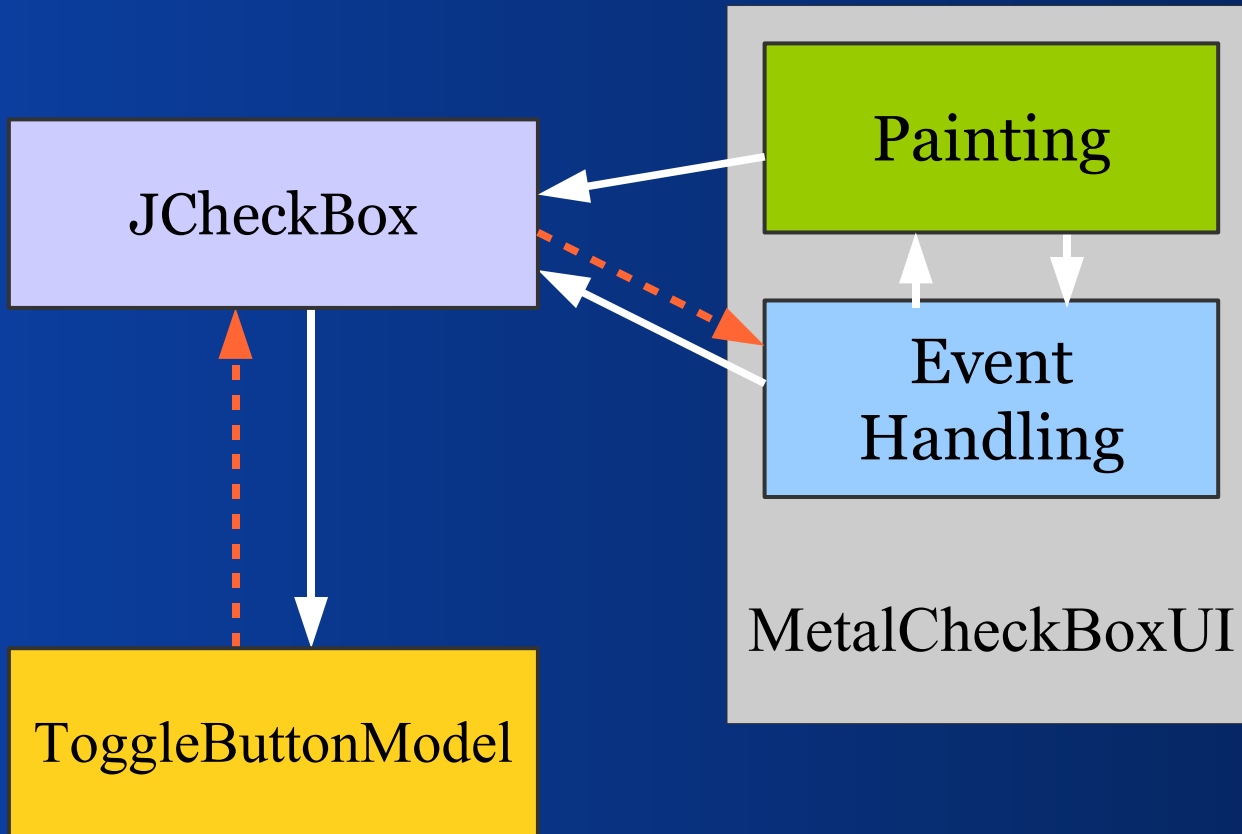 Painting
JCheckBox
Event
Handling
MetalCheckBoxUI
ToggleButtonModel